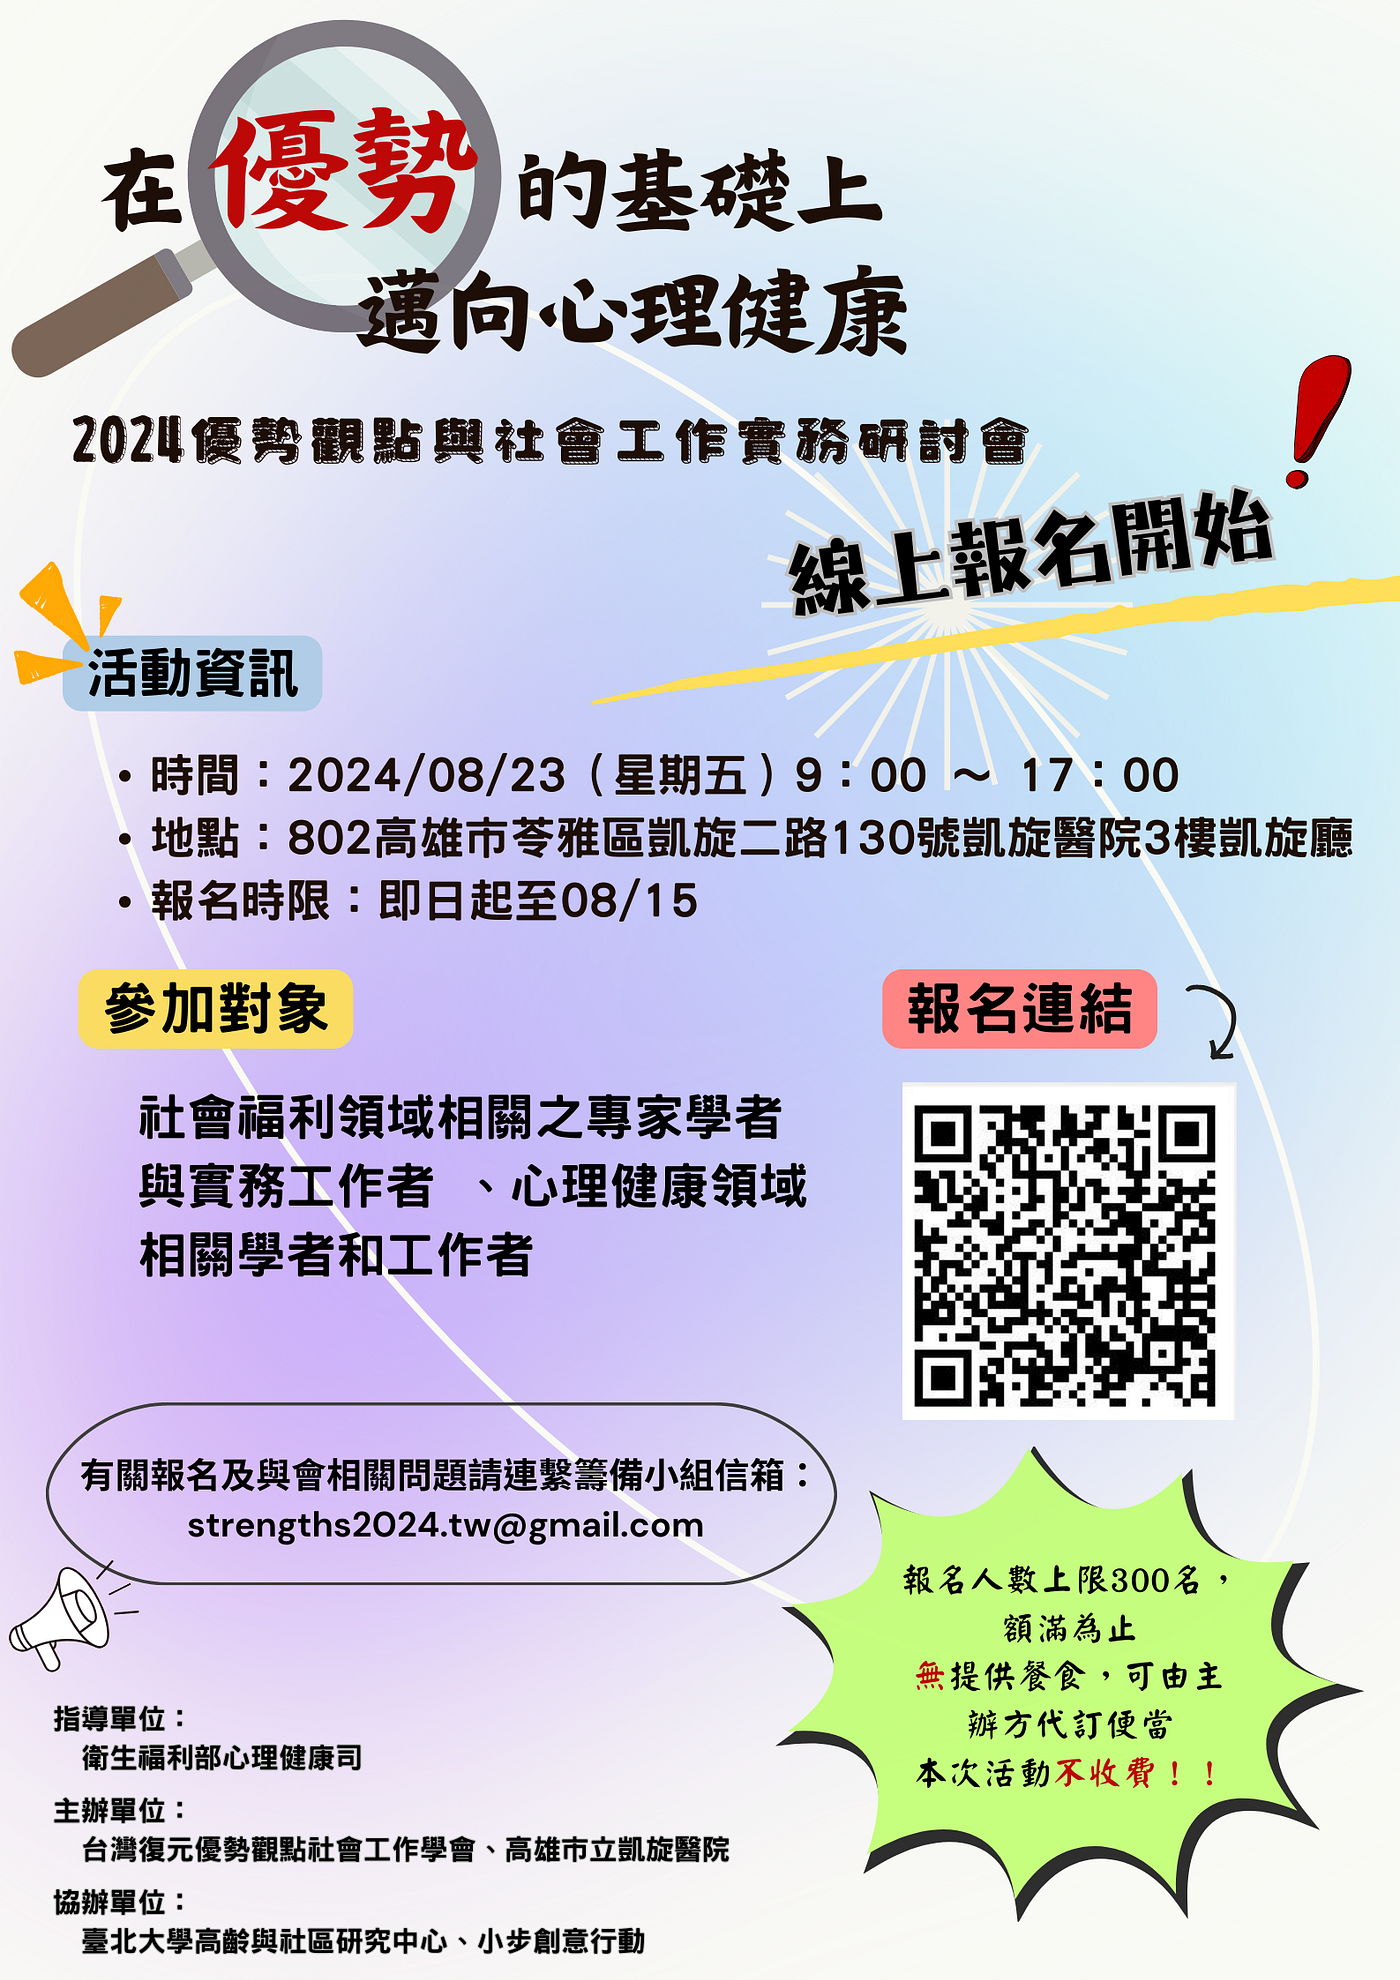 在優勢的基礎上
邁向心理健康
2024優勢觀點與社會工作實務研討會
線上報名開始
活動資訊
• 時間：2024/08/23（星期五）9：00 ～ 17：00
• 地點：802高雄市苓雅區凱旋二路130號凱旋醫院3樓凱旋廳
• 報名時限：即日起至08/15
參加對象
社會福利領域相關之專家學者
與實務工作者 、心理健康領域
相關學者和工作者
報名連結
有關報名及與會相關問題請連繫籌備小組信箱：
strengths2024.tw@gmail.com
報名人數上限300名，
額滿為止
無提供餐食，可由主
辦方代訂便當
本次活動不收費！！
指導單位：
衛生福利部心理健康司
主辦單位：
台灣復元優勢觀點社會工作學會、高雄市立凱旋醫院
協辦單位：
臺北大學高齡與社區研究中心、小步創意行動